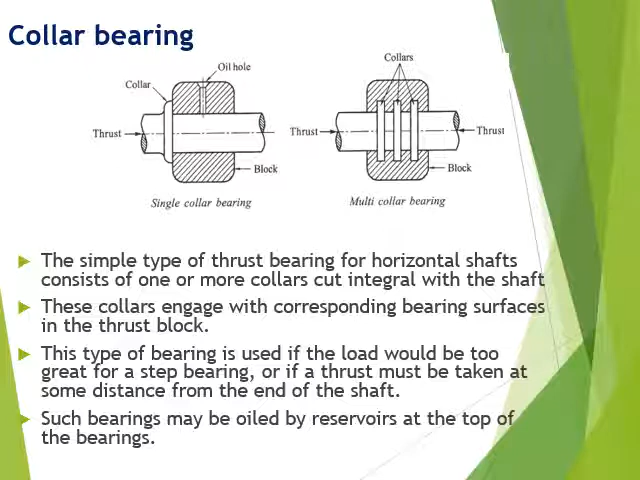 Collar bearing
Oil hole
Collar
Thrust
Block
Single collar bearing
Collars
Thrust
Thrust
Block
Multi collar bearing
The simple type of thrust bearing for horizontal shafts
consists of one or more collars cut integral with the shaft
These collars engage with corresponding bearing surfaces
in the thrust block.
This type of bearing is used if the load would be too
great for a step bearing, or if a thrust must be taken at
some distance from the end of the shaft.
Such bearings may be oiled by reservoirs at the top of
the bearings.